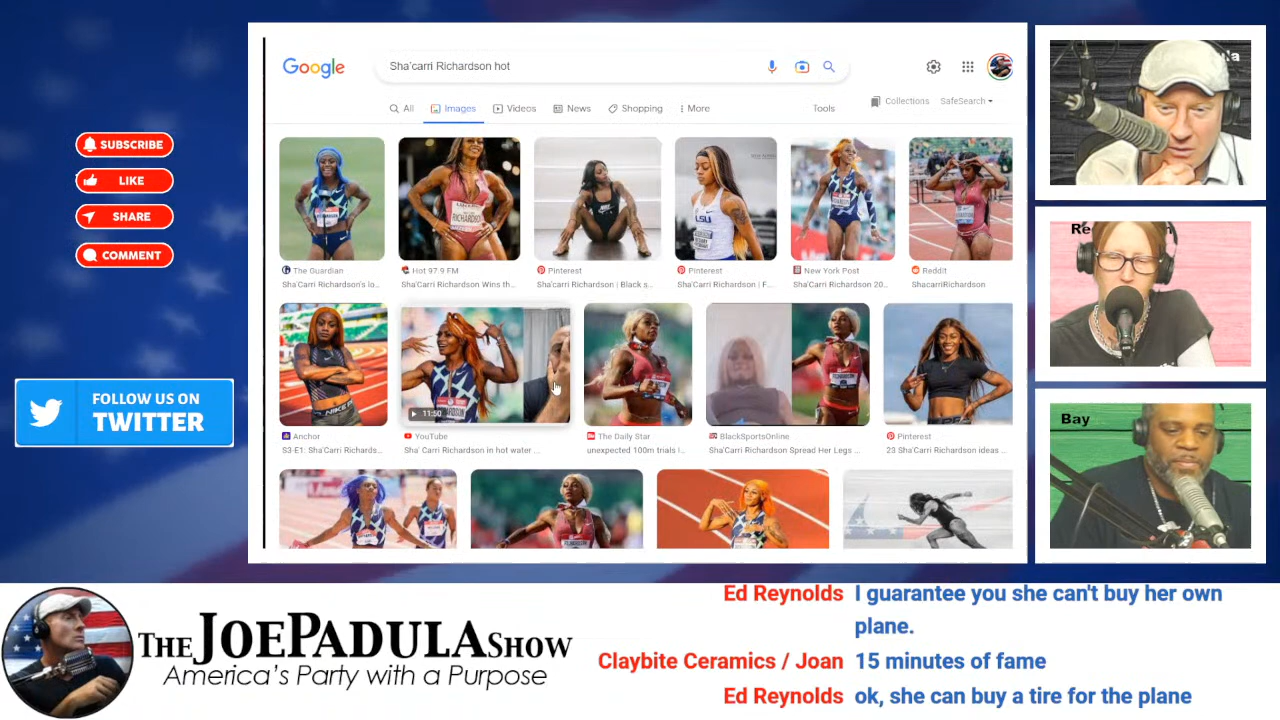 SUBSCRIBE
LIKE
SHARE
COMMENT
FOLLOW US ON
TWITTER
Google
Sha'carri Richardson hot
All
Images
Videos
News
Shopping
More
Tools
Collections
SafeSearch
The Guardian
Sha'Carri Richardson's lo...
Hot 97.9 FM
Sha'Carri Richardson Wins th...
Pinterest
Sha'Carri Richardson | Black s...
Pinterest
Sha'Carri Richardson | F...
New York Post
Sha'Carri Richardson 20...
Reddit
ShacarriRichardson
RICHARDSON
LSU
11:50
Anchor
S3-E1: Sha'Carri Richards...
YouTube
Sha' Carri Richardson in hot water ...
The Daily Star
unexpected 100m trials l...
BlackSportsOnline
Sha'Carri Richardson Spread Her Legs ...
Pinterest
23 Sha'Carri Richardson ideas ...
la
Re
Bay
THE JOEPADULA SHOW
America's Party with a Purpose
Ed Reynolds I guarantee you she can't buy her own
plane.
Claybite Ceramics / Joan 15 minutes of fame
Ed Reynolds ok, she can buy a tire for the plane